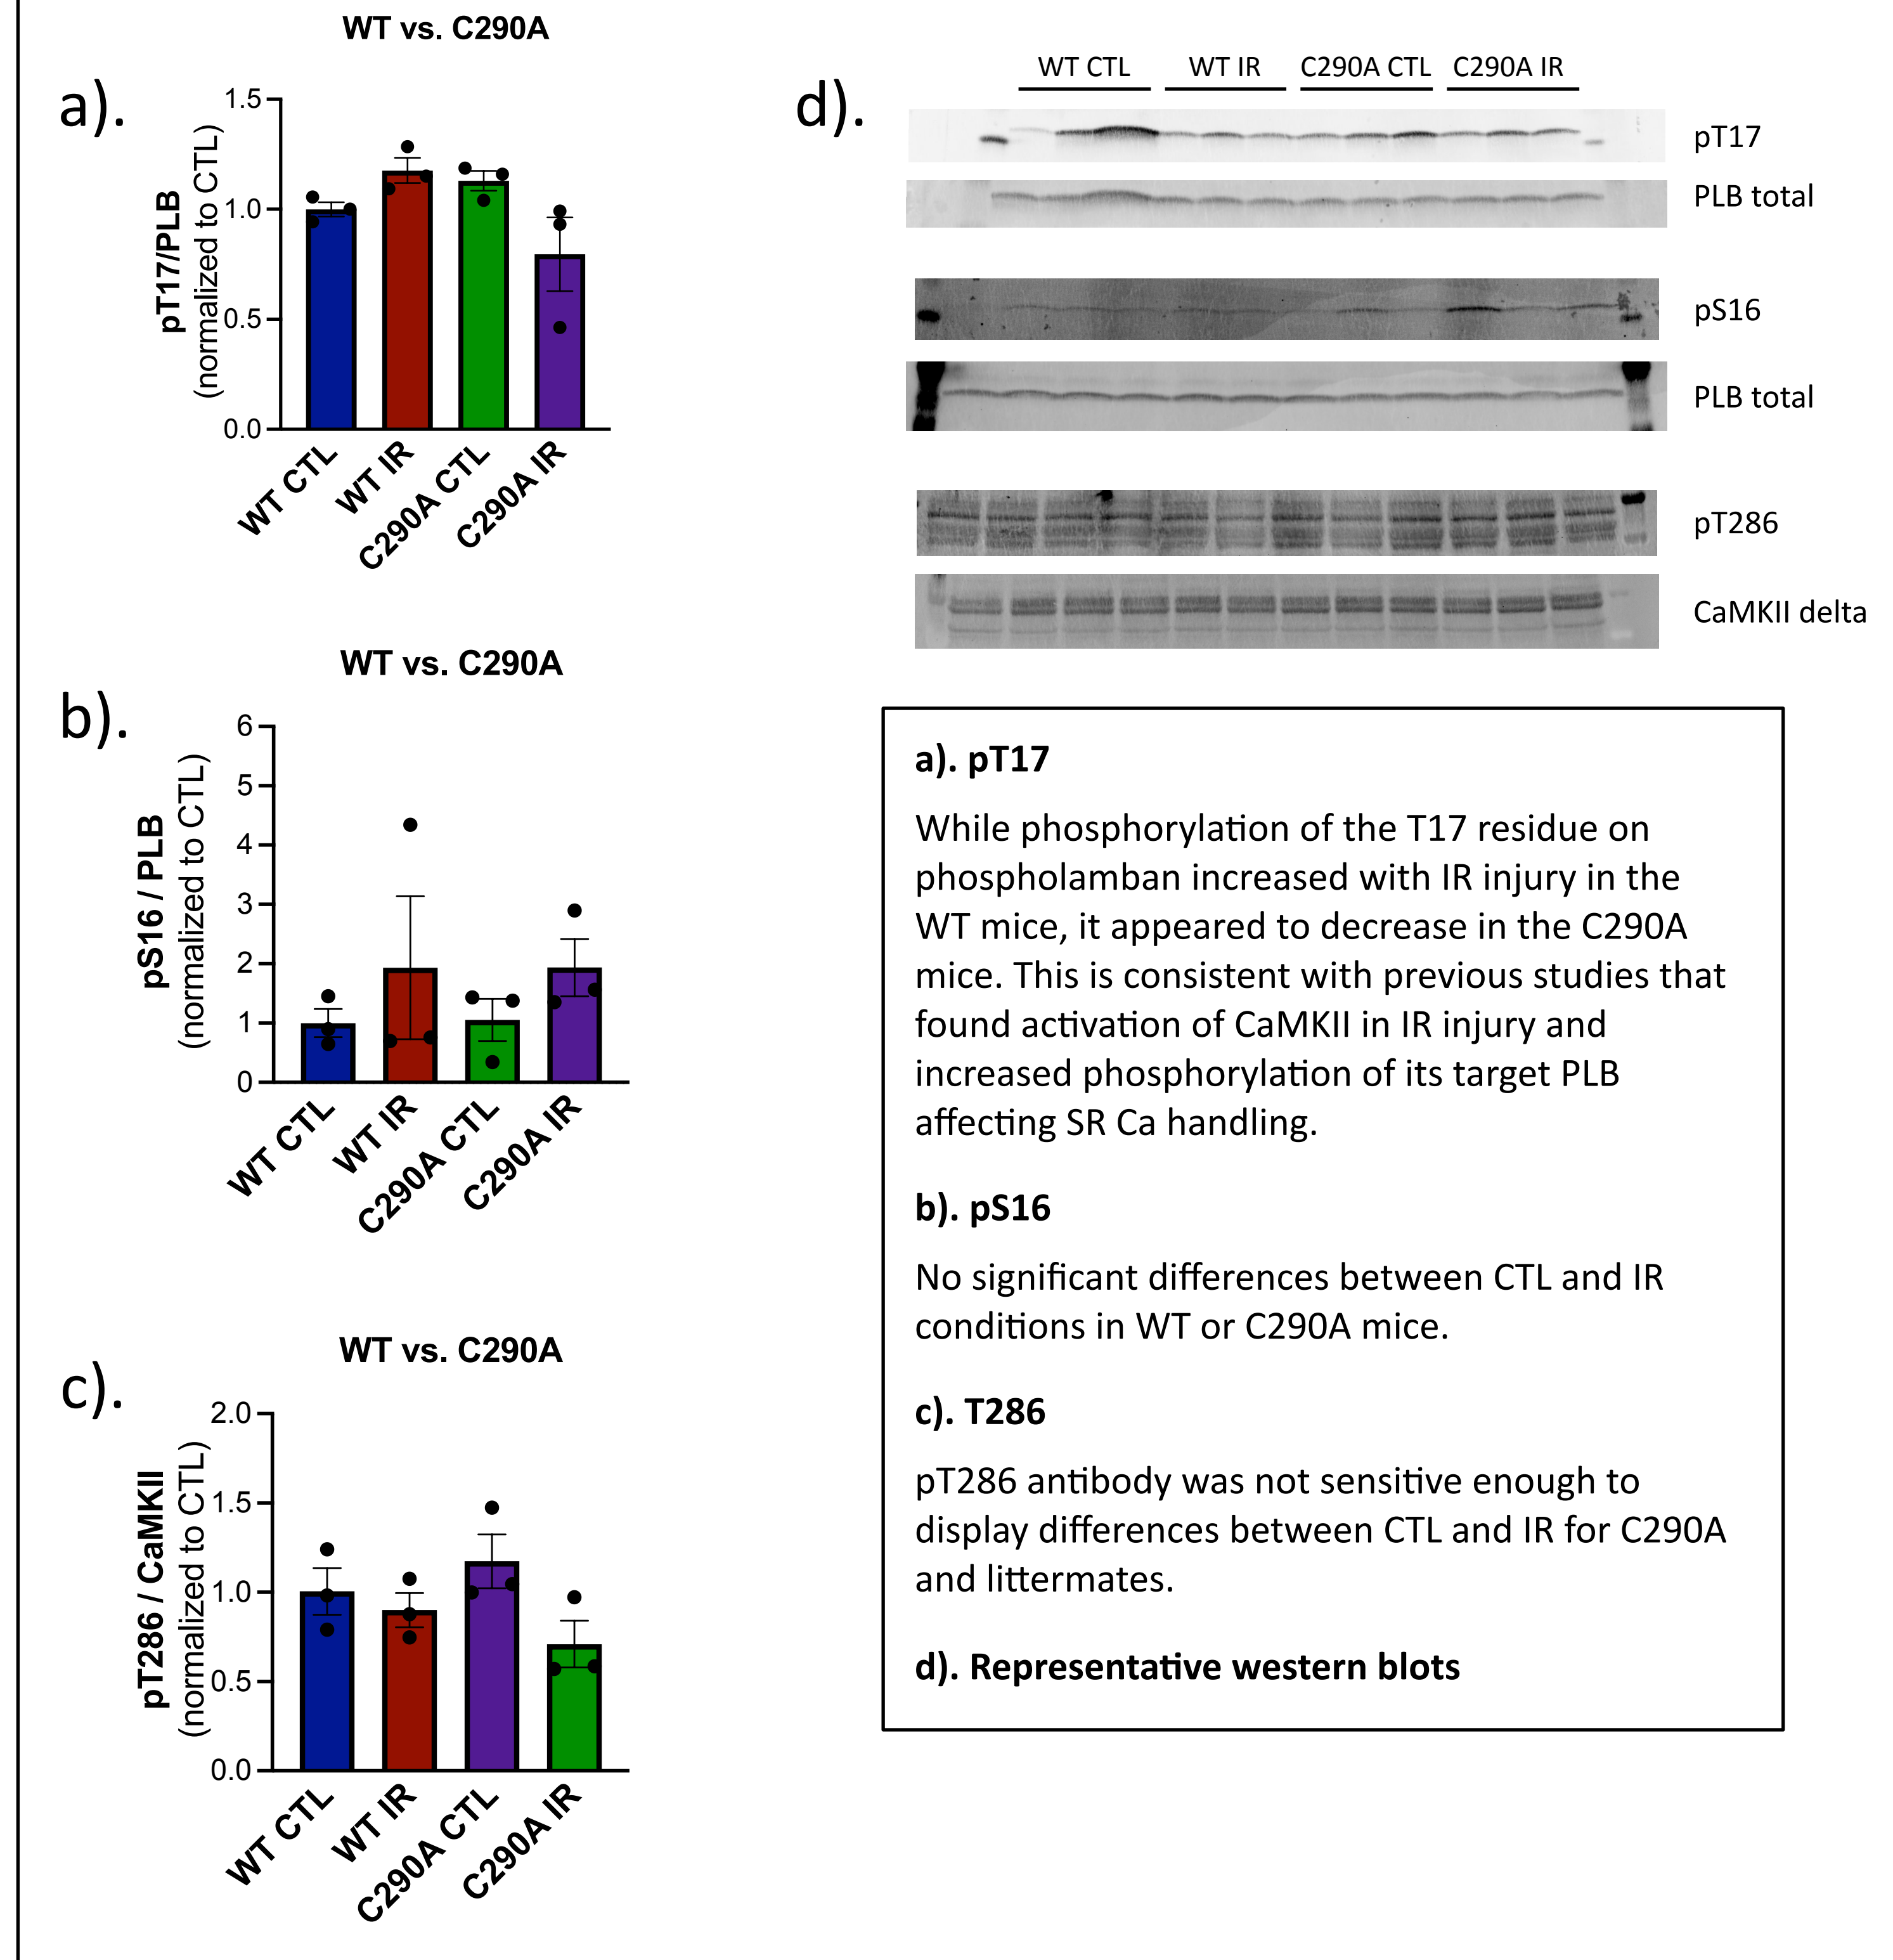 WT vs. C290A
a).
1.5
1.0
0.5
0.0
pT17/PLB
(normalized to CTL)
WT CTL
WT IR
C290A CTL
C290A IR
WT vs. C290A
b).
6
5
4
3
2
1
0
pS16 / PLB
(normalized to CTL)
WT CTL
WT IR
C290A CTL
C290A IR
WT vs. C290A
c).
2.0
1.5
1.0
0.5
0.0
pT286 / CaMKII
(normalized to CTL)
WT CTL
WT IR
C290A CTL
C290A IR
d).
WT CTL WT IR C290A CTL C290A IR
pT17
PLB total
pS16
PLB total
pT286
CaMKII delta
a). pT17
While phosphorylation of the T17 residue on
phospholamban increased with IR injury in the
WT mice, it appeared to decrease in the C290A
mice. This is consistent with previous studies that
found activation of CaMKII in IR injury and
increased phosphorylation of its target PLB
affecting SR Ca handling.
b). pS16
No significant differences between CTL and IR
conditions in WT or C290A mice.
c). T286
pT286 antibody was not sensitive enough to
display differences between CTL and IR for C290A
and littermates.
d). Representative western blots